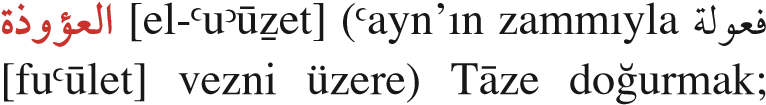 العؤوذة [el-ʿuʾūẕet] (ʿayn’ın zammıyla فعولة
[fuʿūlet] vezni üzere) Tāze doğurmak;